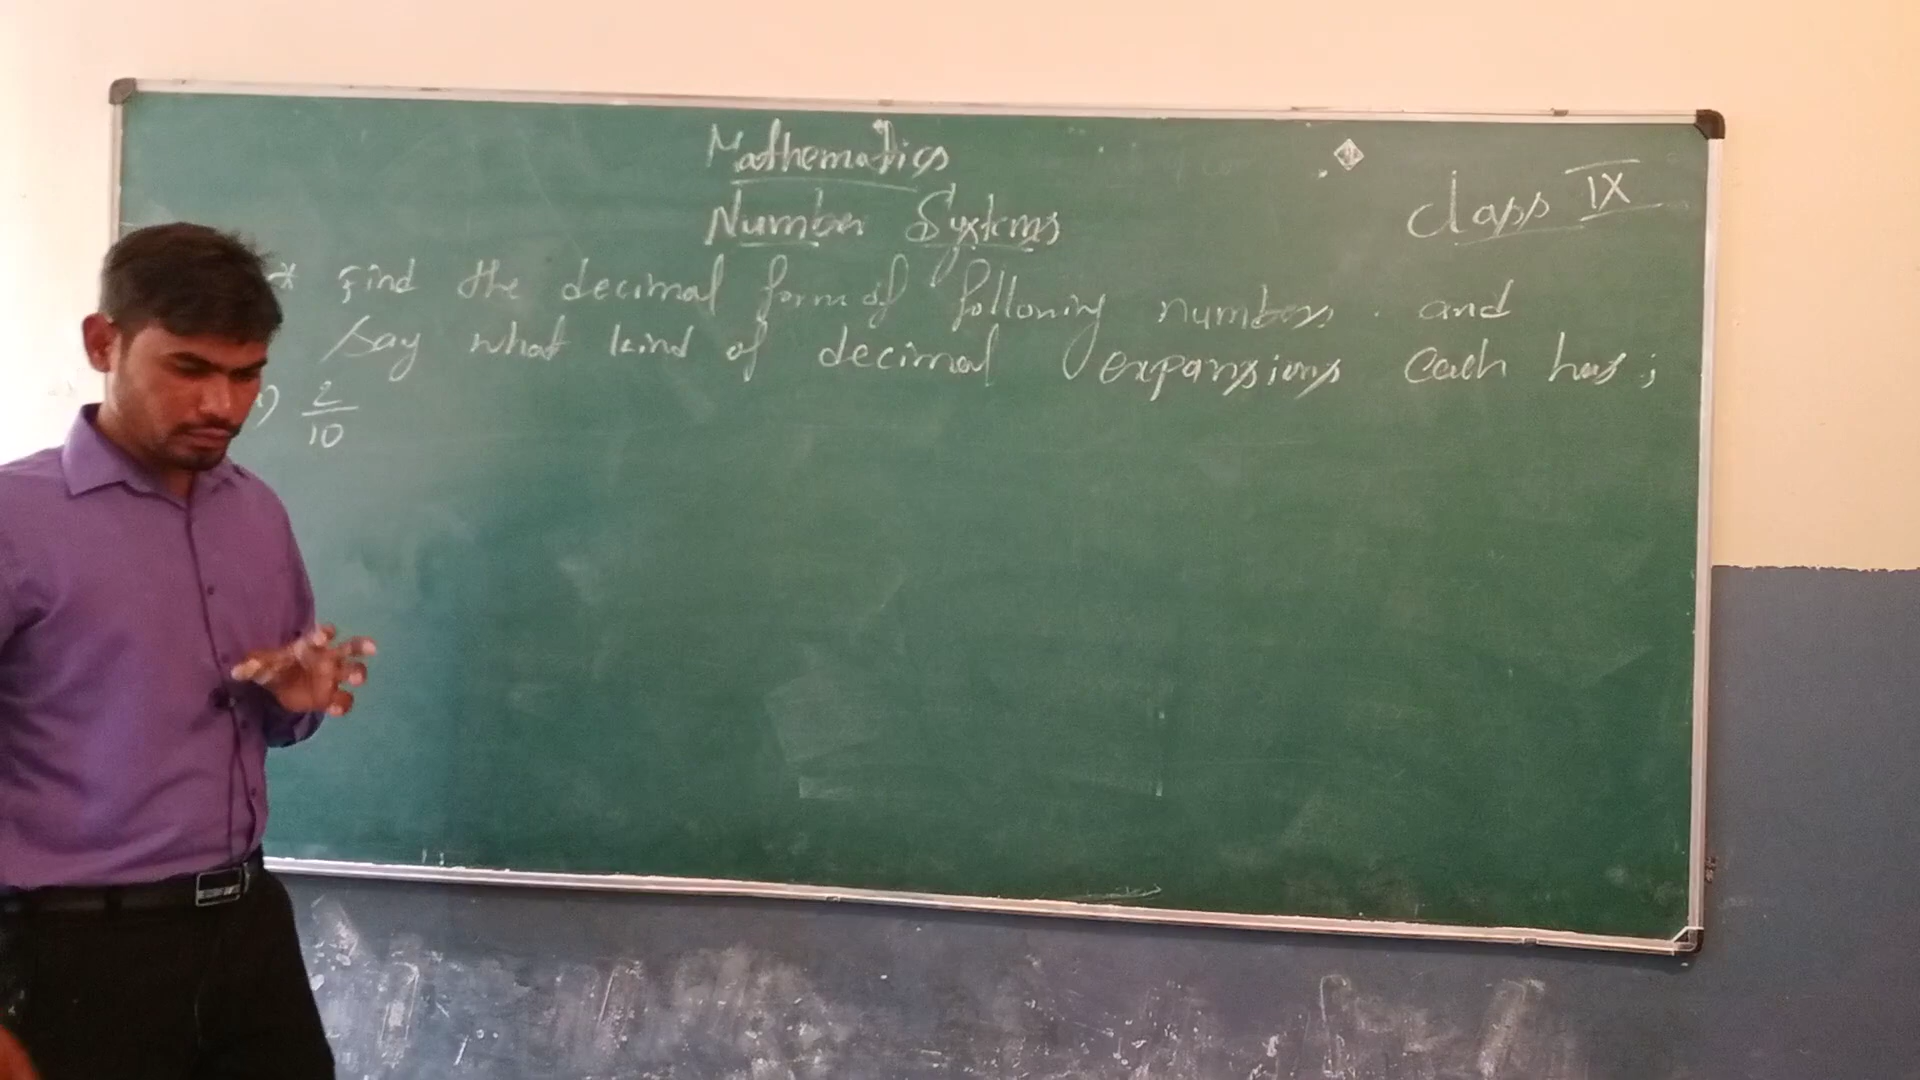 Mathematics
Number Systems
Class IX
* Find the decimal form of following numbers. and
say what kind of decimal expansions each has;
2/10